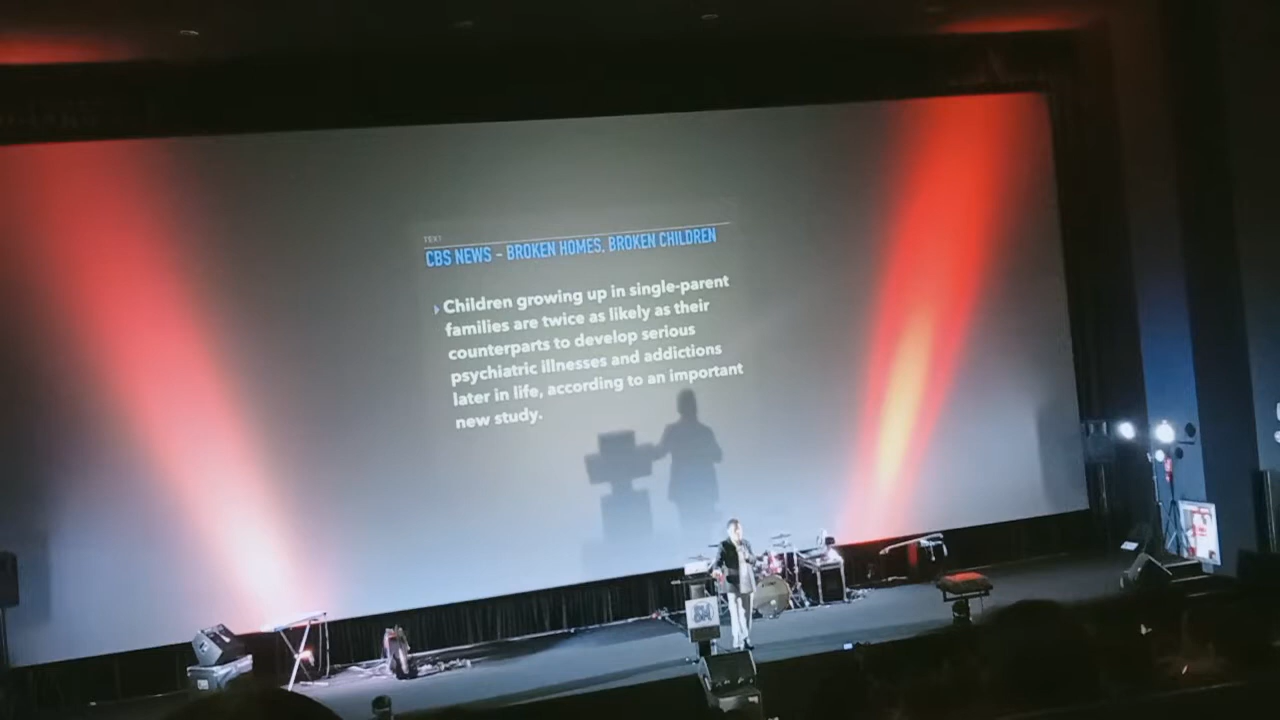 TEXT
CBS NEWS – BROKEN HOMES, BROKEN CHILDREN
Children growing up in single-parent
families are twice as likely as their
counterparts to develop serious
psychiatric illnesses and addictions
later in life, according to an important
new study.